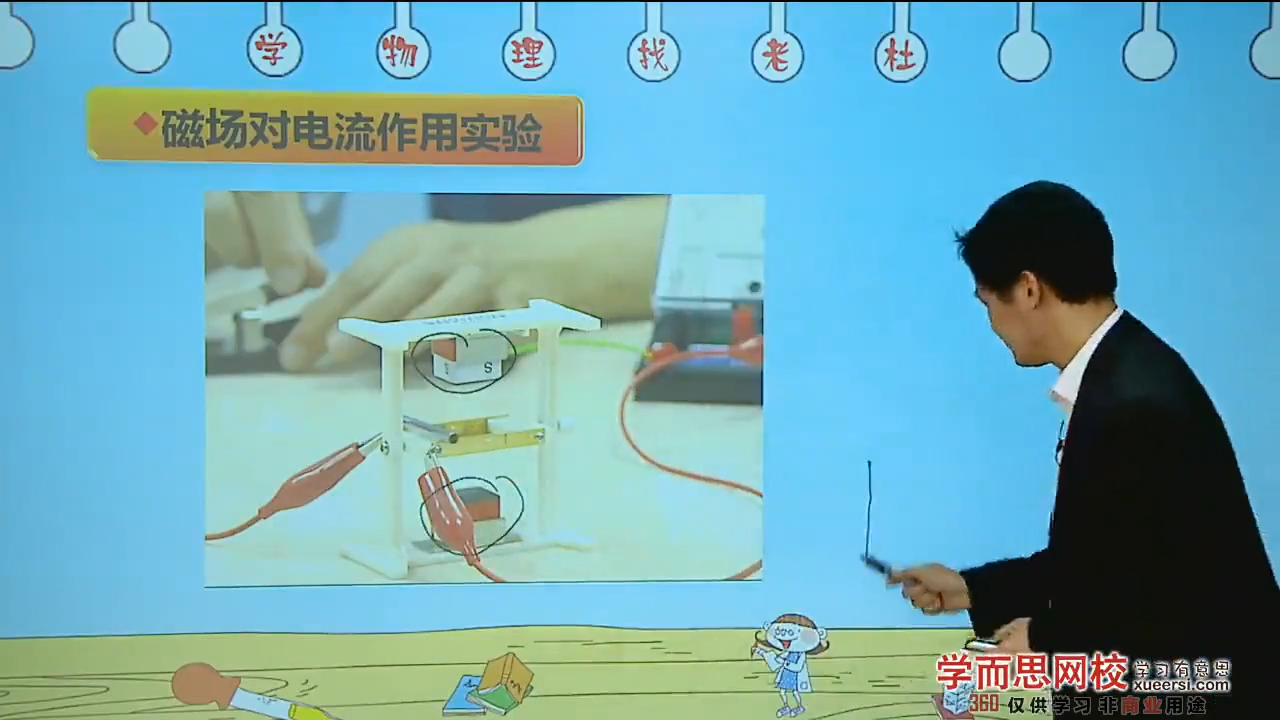 学物理找老杜
磁场对电流作用实验
S
学而思网校 学习有意思
xueersi.com
360 仅供学习非商业用途